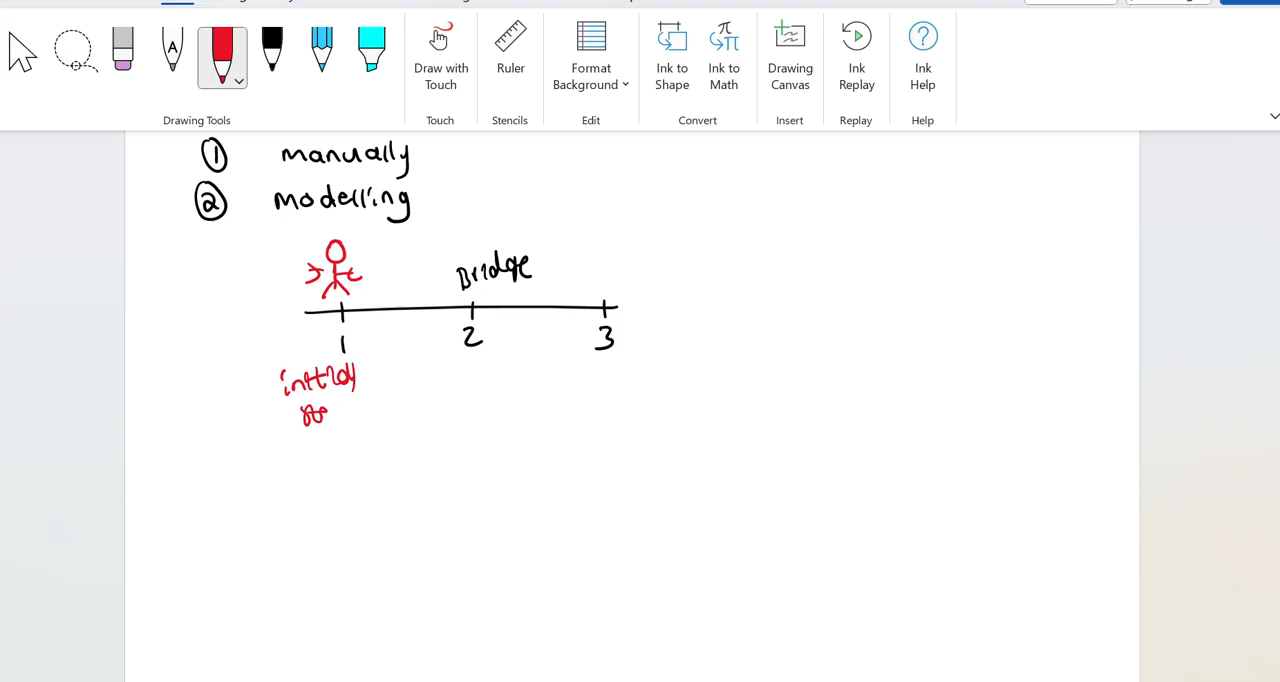 Draw with Touch
Ruler
Format Background
Ink to Shape
Ink to Math
Drawing Canvas
Ink Replay
Ink Help
Drawing Tools
Touch
Stencils
Edit
Convert
Insert
Replay
Help
① manually
② modelling
Bridge
1 2 3